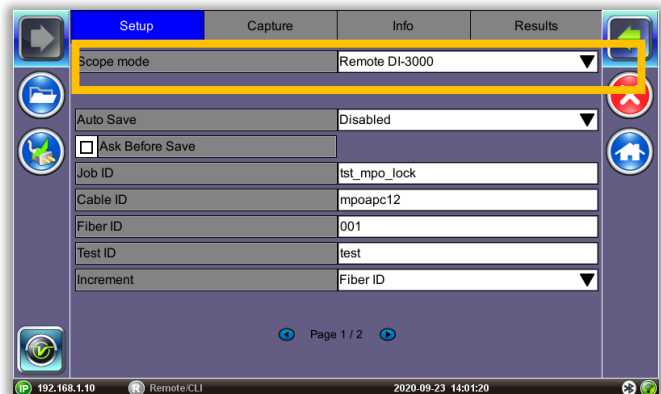 Setup Capture Info Results
Scope mode Remote DI-3000
Auto Save Disabled
Ask Before Save
Job ID tst_mpo_lock
Cable ID mpoapc12
Fiber ID 001
Test ID test
Increment Fiber ID
Page 1 / 2
IP 192.168.1.10 R Remote/CLI 2020-09-23 14:01:20